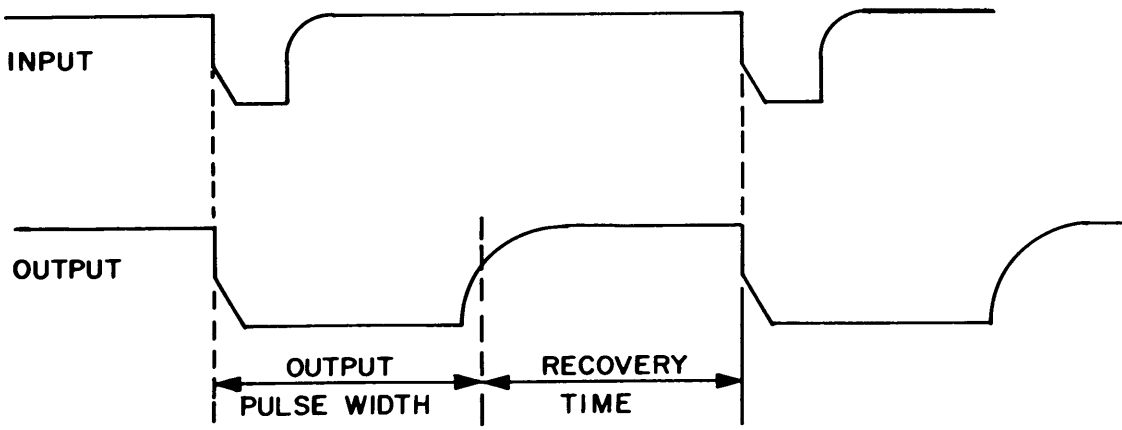 INPUT
OUTPUT
OUTPUT
PULSE WIDTH
RECOVERY
TIME